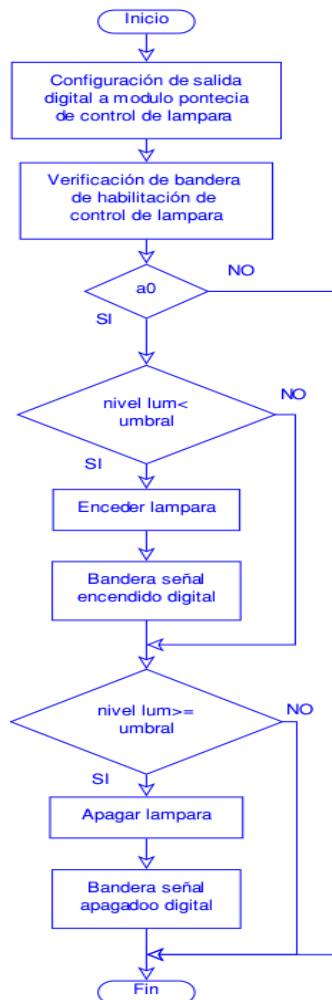 Inicio
Configuración de salida
digital a modulo pontecia
de control de lampara
Verificación de bandera
de habilitación de
control de lampara
a0
NO
SI
nivel lum<
umbral
NO
SI
Enceder lampara
Bandera señal
encendido digital
nivel lum>=
umbral
NO
SI
Apagar lampara
Bandera señal
apagadoo digital
Fin